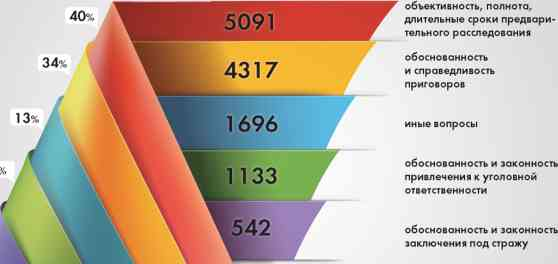 40%
5091
объективность, полнота,
длительные сроки предвари-
тельного расследования
34%
4317
обоснованность
и справедливость
приговоров
13%
1696
иные вопросы
%
1133
обоснованность и законность
привлечения к уголовной
ответственности
542
обоснованность и законность
заключения под стражу